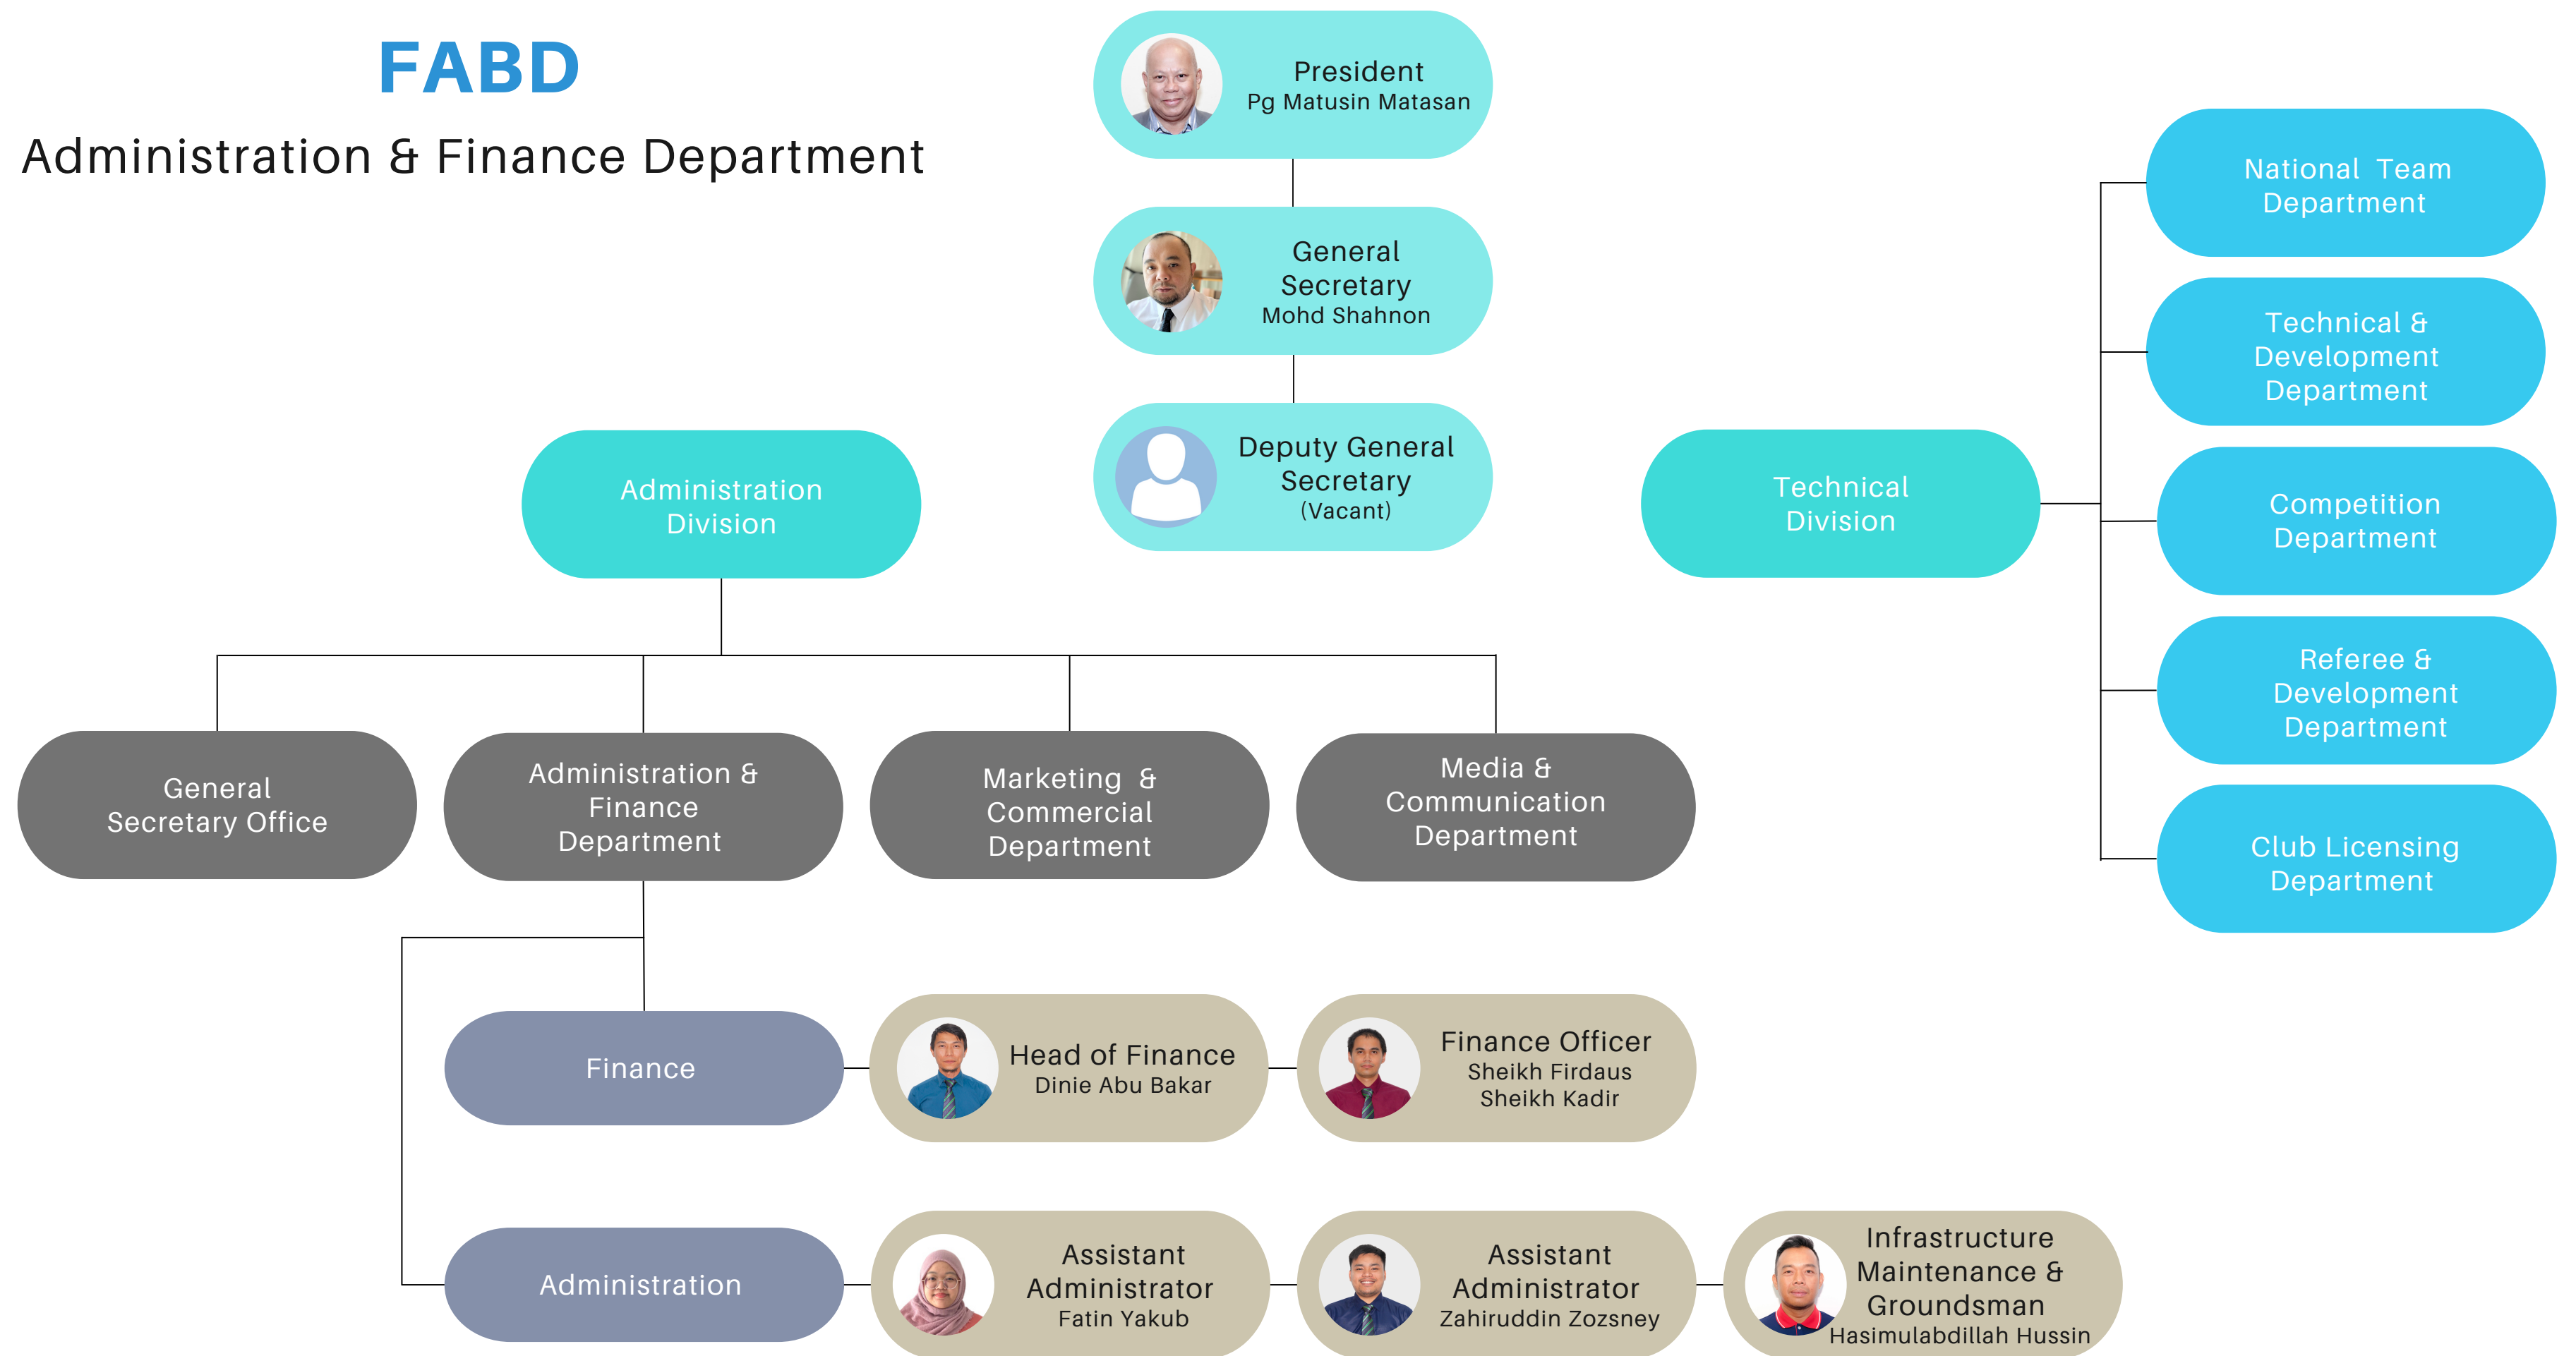 FABD
Administration & Finance Department
President
Pg Matusin Matasan
General
Secretary
Mohd Shahnon
Deputy General
Secretary
(Vacant)
Administration
Division
Technical
Division
National Team
Department
Technical &
Development
Department
Competition
Department
Referee &
Development
Department
Club Licensing
Department
General
Secretary Office
Administration &
Finance
Department
Marketing &
Commercial
Department
Media &
Communication
Department
Finance
Head of Finance
Dinie Abu Bakar
Finance Officer
Sheikh Firdaus
Sheikh Kadir
Administration
Assistant
Administrator
Fatin Yakub
Assistant
Administrator
Zahiruddin Zozsney
Infrastructure
Maintenance &
Groundsman
Hasimulabdillah Hussin